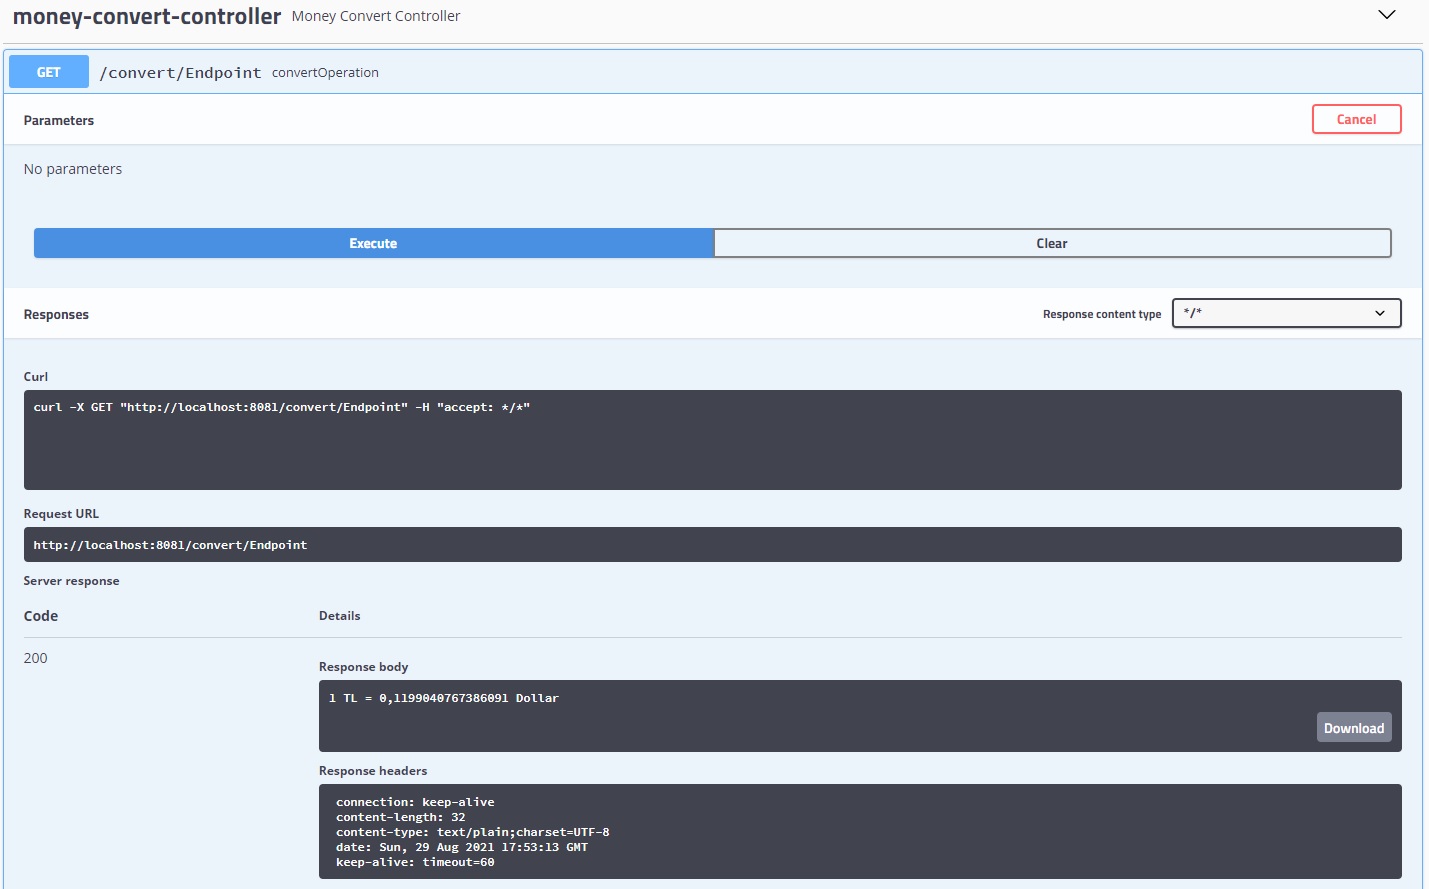 money-convert-controller Money Convert Controller
GET /convert/Endpoint convertOperation
Parameters Cancel
No parameters
Execute Clear
Responses Response content type */*
Curl
curl -X GET "http://localhost:8081/convert/Endpoint" -H "accept: */*"
Request URL
http://localhost:8081/convert/Endpoint
Server response
Code Details
200
Response body
1 TL = 0,1199040767386091 Dollar
Download
Response headers
connection: keep-alive
content-length: 32
content-type: text/plain;charset=UTF-8
date: Sun, 29 Aug 2021 17:53:13 GMT
keep-alive: timeout=60